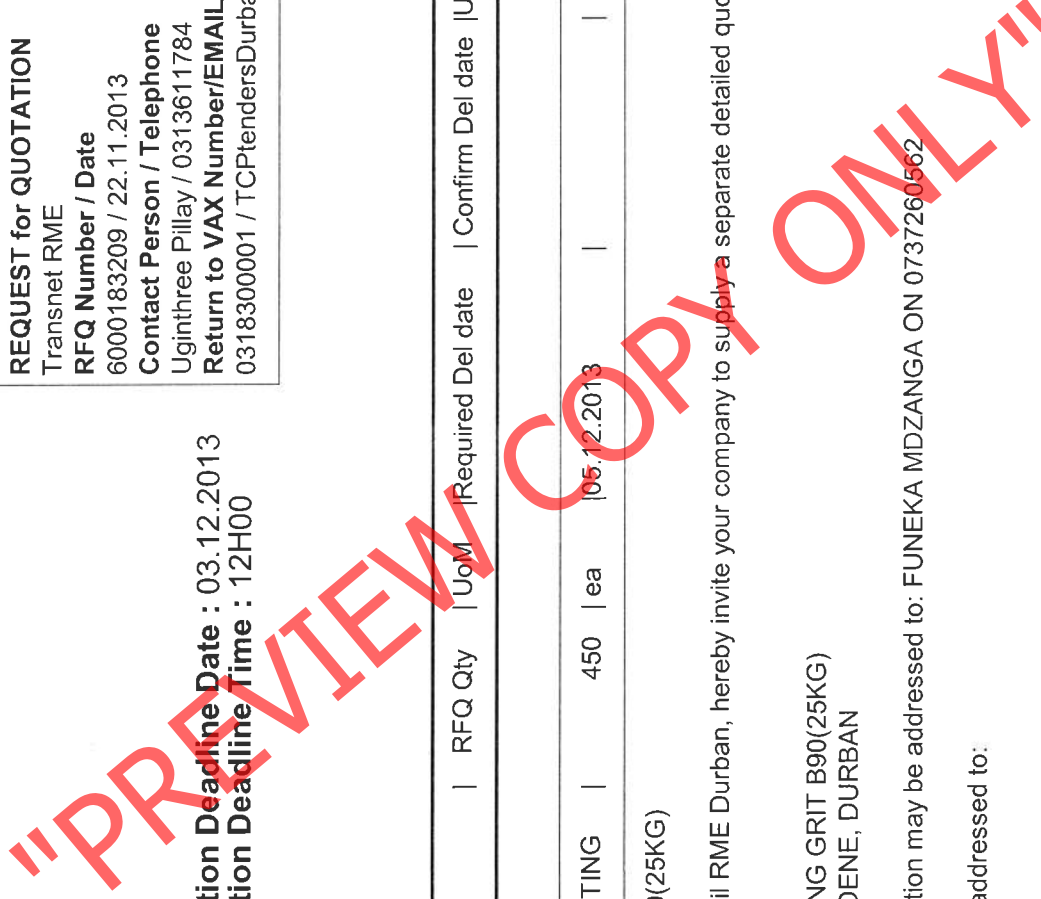 REQUEST for QUOTATION
Transnet RME
RFQ Number / Date
6000183209 / 22.11.2013
Contact Person / Telephone
Uginthree Pillay / 0313611784
Return to VAX Number/EMAIL
0318300001 / TCPtendersDurba
tion Deadline Date : 03.12.2013
tion Deadline Time : 12H00
| RFQ Qty | UoM |Required Del date | Confirm Del date |U
TING | 450 | ea |05.12.2013 | |
(25KG)
il RME Durban, hereby invite your company to supply a separate detailed quo
NG GRIT B90(25KG)
DENE, DURBAN
tion may be addressed to: FUNEKA MDZANGA ON 0737260562
addressed to:
"PREVIEW COPY ONLY"